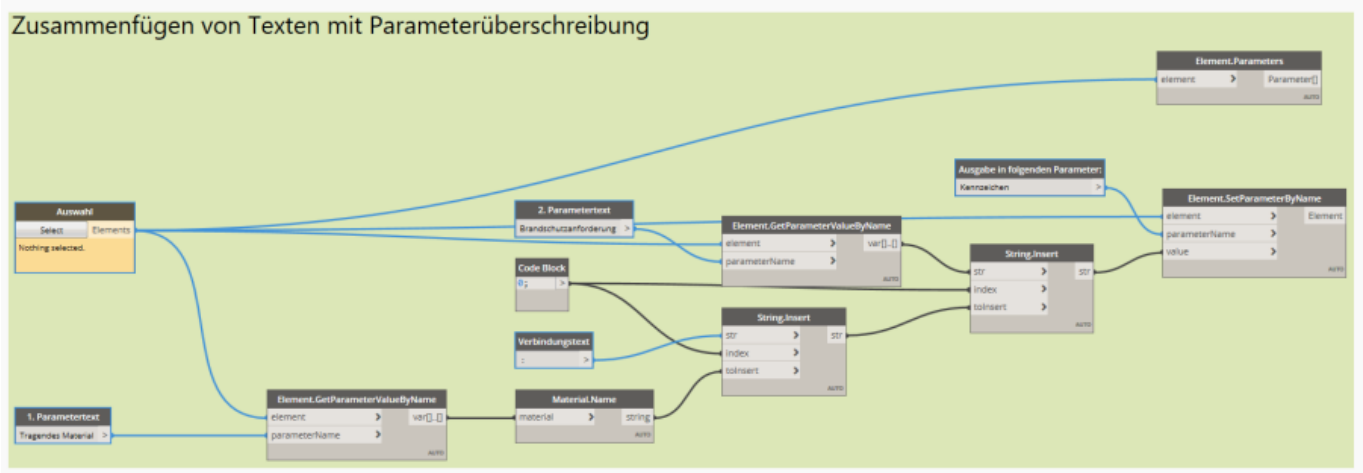 Zusammenfügen von Texten mit Parameterüberschreibung
Element.Parameters
element > Parameter[]
AUTO
Ausgabe in folgenden Parameter:
Kennzeichen >
Element.SetParameterByName
element > Element
parameterName >
value >
AUTO
Auswahl
Select Elements
Nothing selected.
2. Parametertext
Brandschutzanforderung >
Element.GetParameterValueByName
element > var[]..[]
parameterName >
AUTO
String.Insert
str > str
index >
toInsert >
AUTO
Code Block
0; >
String.Insert
str > str
index >
toInsert >
AUTO
Verbindungstext
: >
Element.GetParameterValueByName
element > var[]..[]
parameterName >
AUTO
Material.Name
material > string
AUTO
1. Parametertext
Tragendes Material >